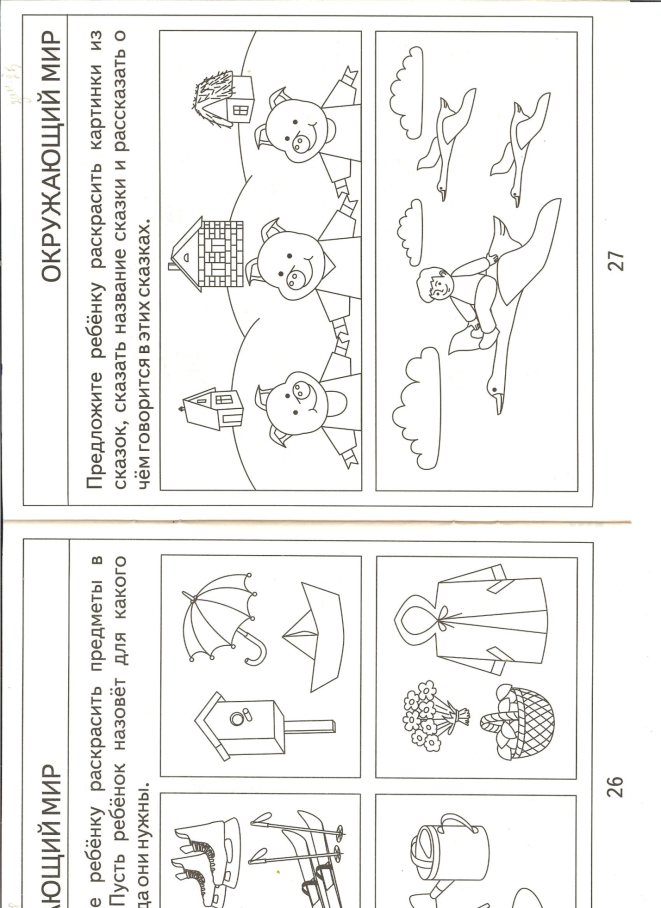 АЮЩИЙ МИР
е ребёнку раскрасить предметы в
Пусть ребёнок назовёт для какого
да они нужны.
26
ОКРУЖАЮЩИЙ МИР
Предложите ребёнку раскрасить картинки из
сказок, сказать название сказки и рассказать о
чём говорится в этих сказках.
27